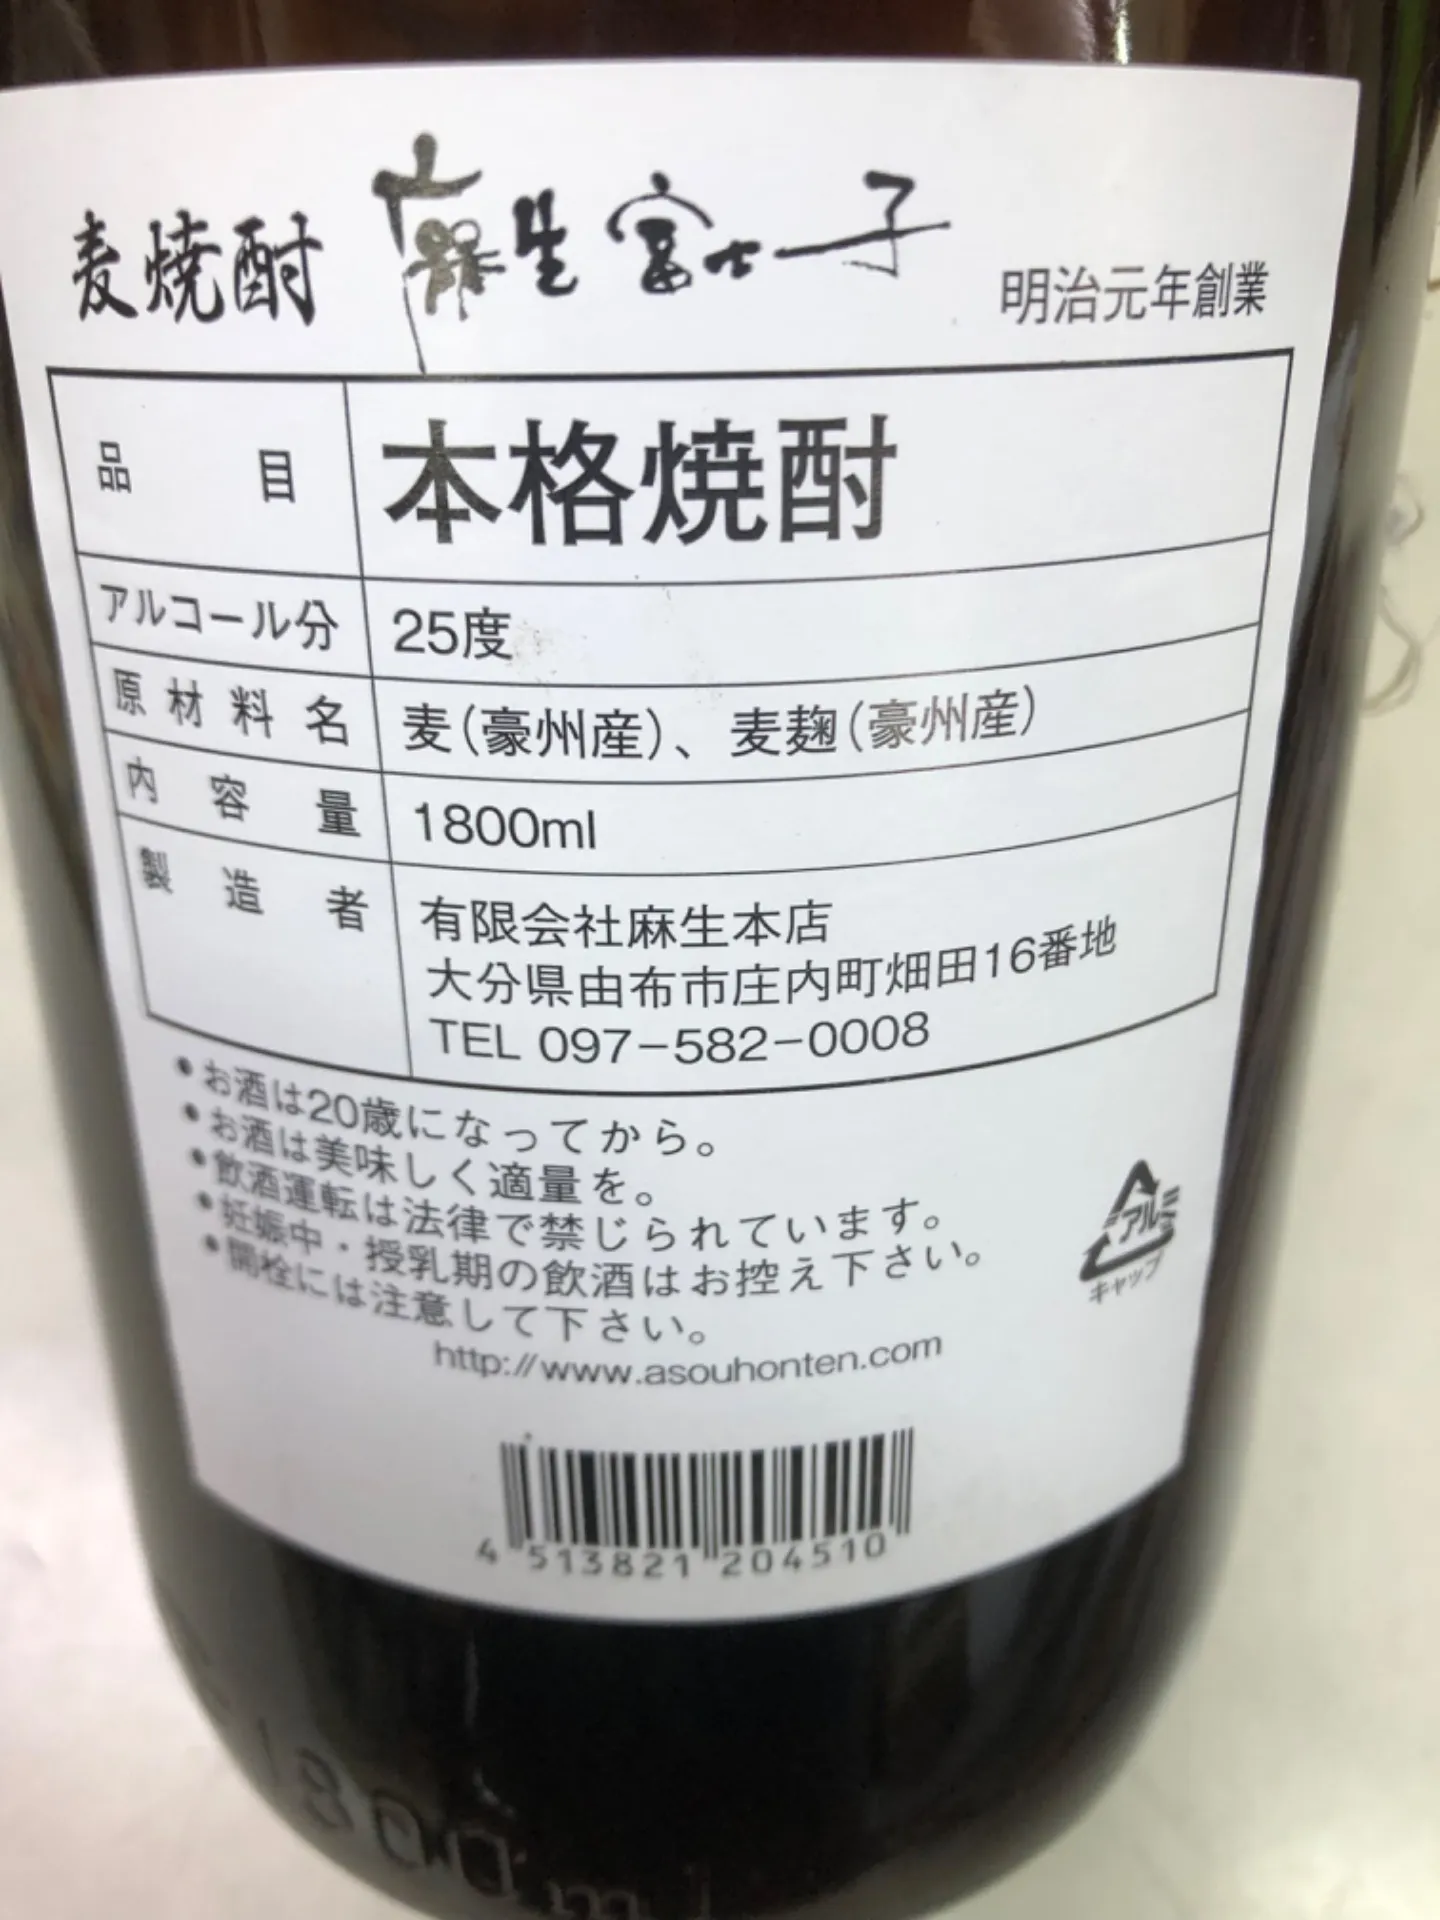 麦焼酎 麻生富士子 明治元年創業
品目 本格焼酎
アルコール分 25度
原材料名 麦(豪州産)、麦麹(豪州産)
内容量 1800ml
製造者 有限会社麻生本店
大分県由布市庄内町畑田16番地
TEL 097-582-0008
●お酒は20歳になってから。
●お酒は美味しく適量を。
●飲酒運転は法律で禁じられています。
●妊娠中・授乳期の飲酒はお控え下さい。
●開栓には注意して下さい。
アルミ
キャップ
http://www.asouhonten.com
4 513821 204510
1800ml